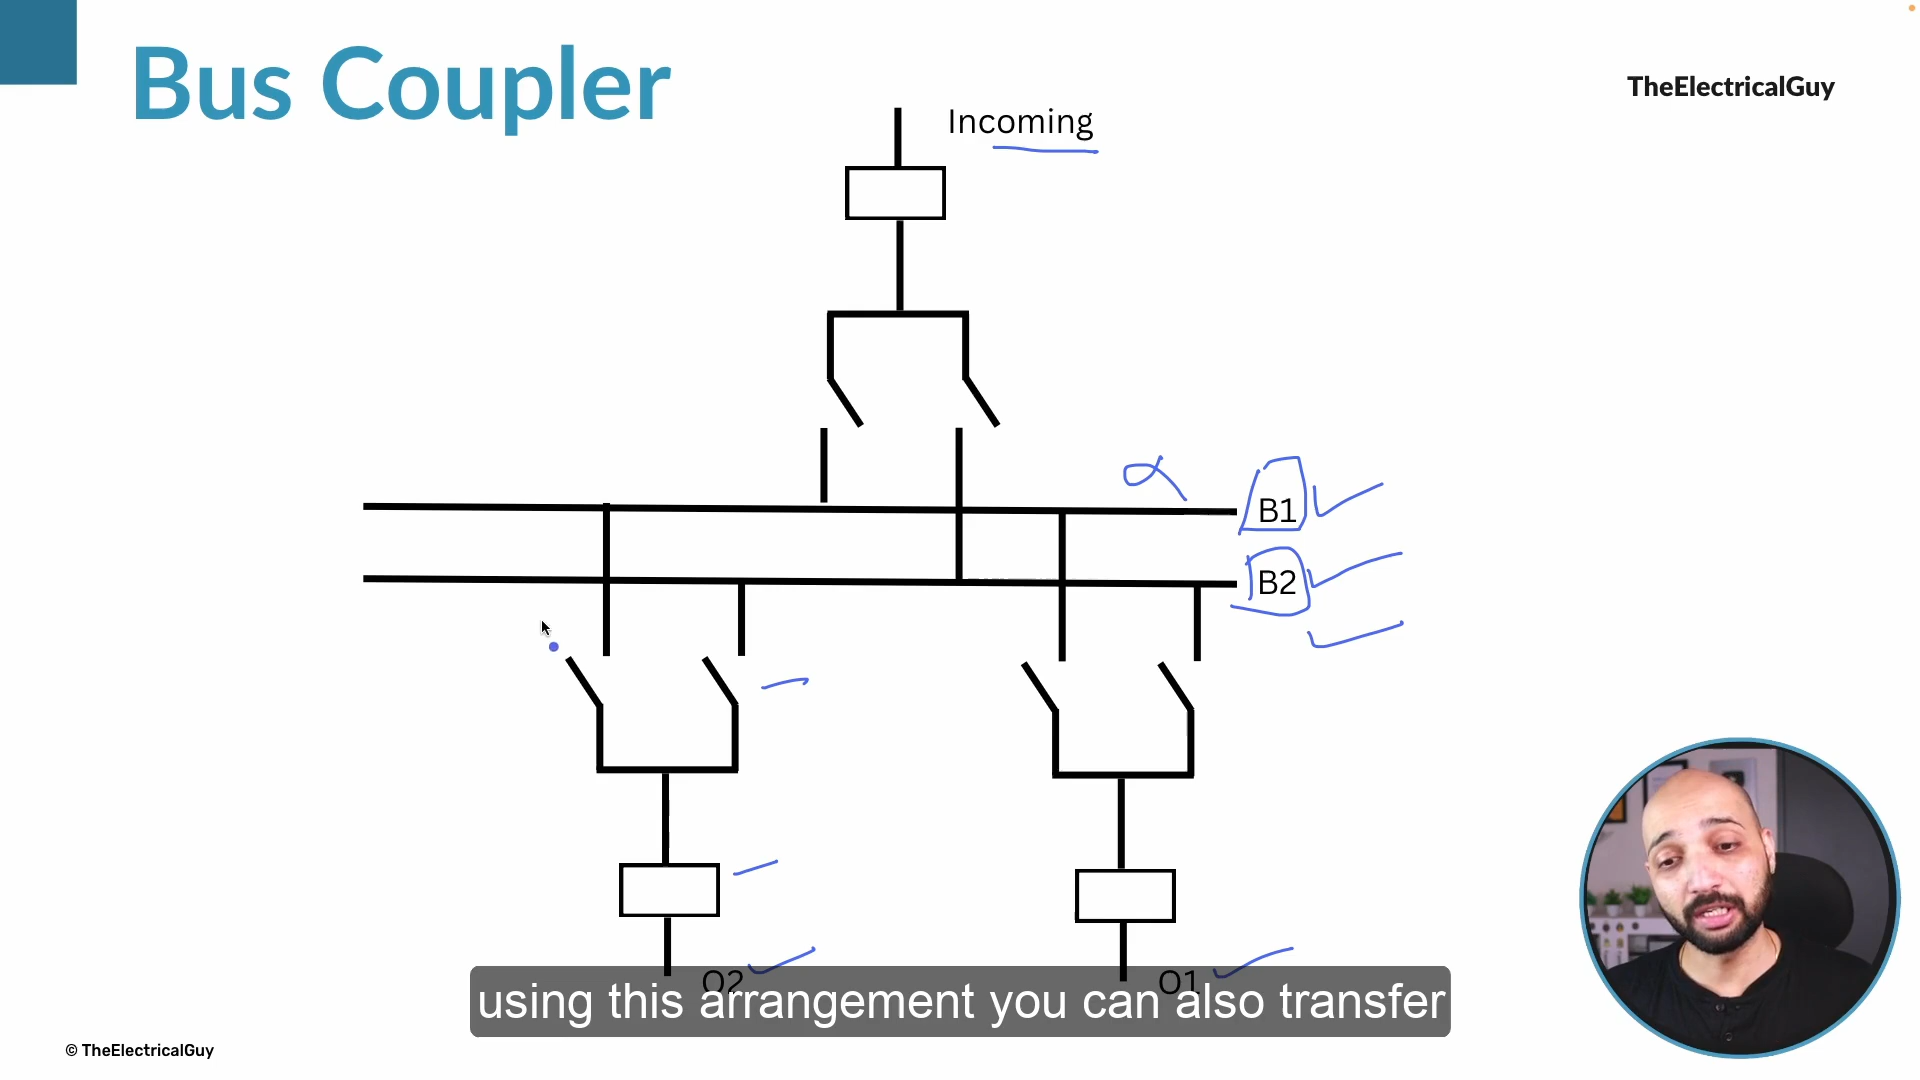 Bus Coupler
TheElectricalGuy
Incoming
B1
B2
O2
O1
using this arrangement you can also transfer
© TheElectricalGuy